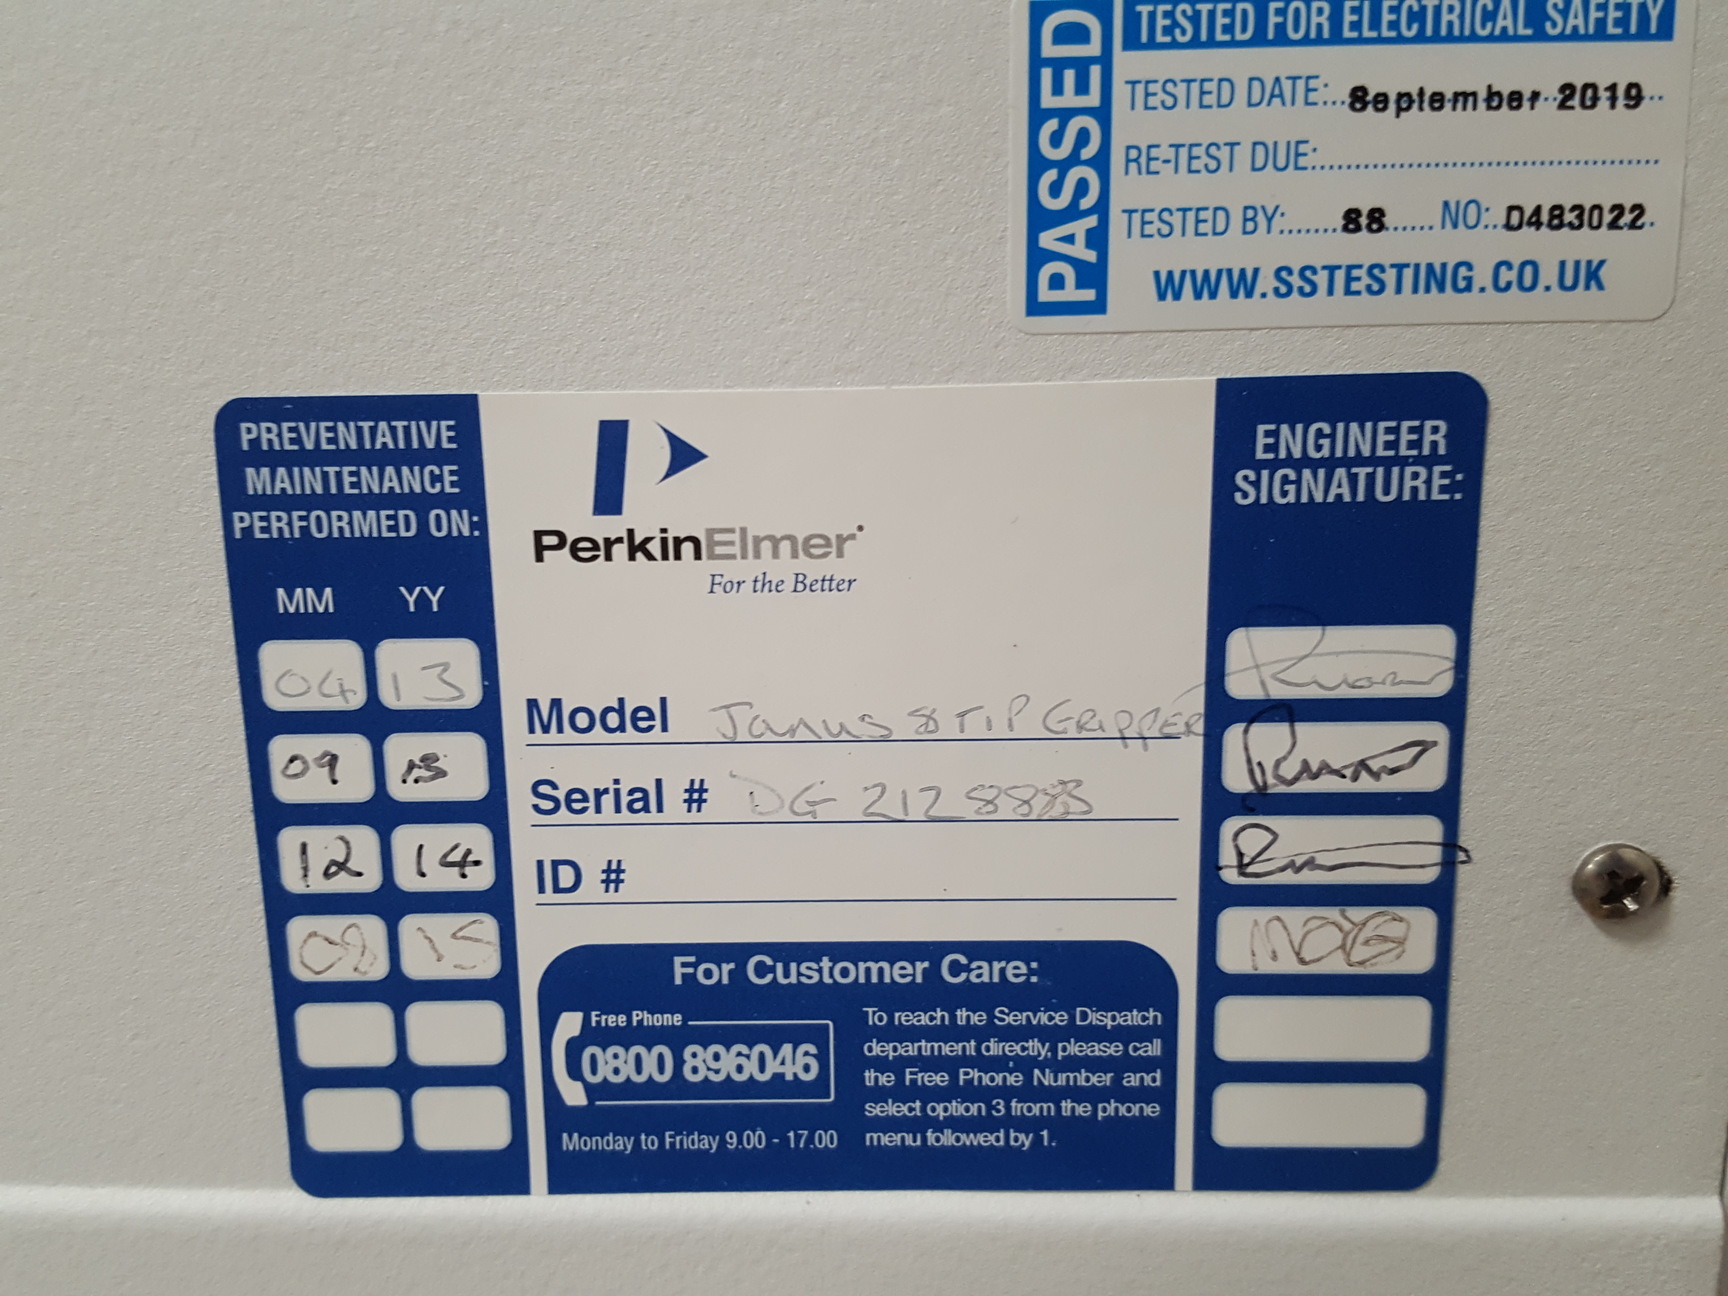 PASSED
TESTED FOR ELECTRICAL SAFETY
TESTED DATE:..September 2019..
RE-TEST DUE:..........................................
TESTED BY:......88...... NO:..D483022.
WWW.SSTESTING.CO.UK
PREVENTATIVE
MAINTENANCE
PERFORMED ON:
MM YY
04 13
09 13
12 14
08 15
PerkinElmer®
For the Better
Model Janus 8 TIP GRIPPER
Serial # DG 212
ID #
For Customer Care:
Free Phone
0800 896046
Monday to Friday 9.00 - 17.00
To reach the Service Dispatch
department directly, please call
the Free Phone Number and
select option 3 from the phone
menu followed by 1.
ENGINEER
SIGNATURE: